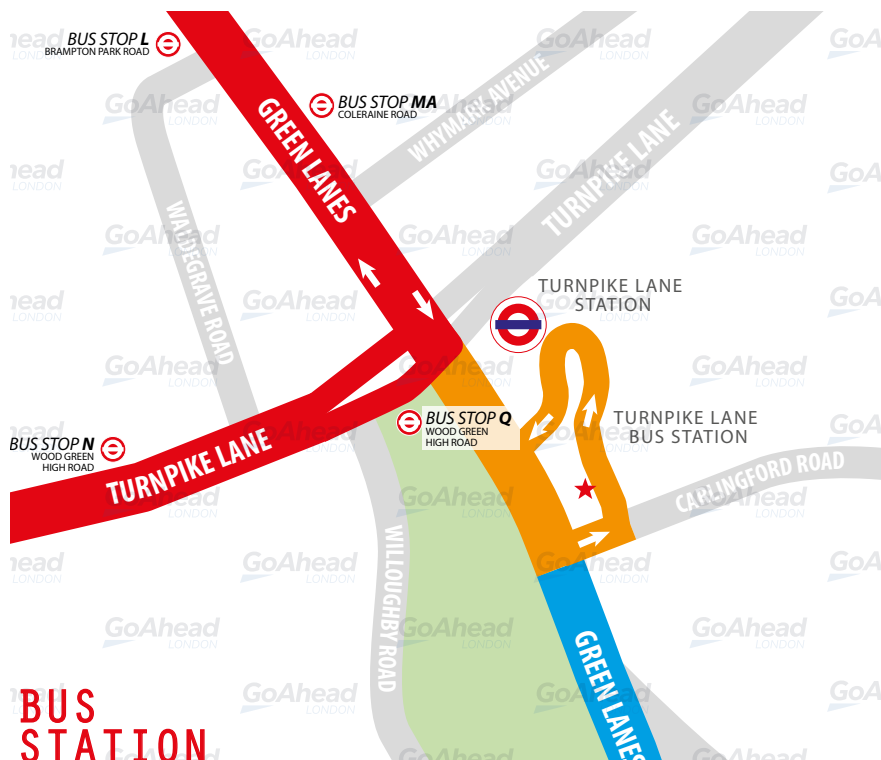 BUS STOP L
BRAMPTON PARK ROAD
BUS STOP MA
COLERAINE ROAD
GREEN LANES
WHYMARK AVENUE
TURNPIKE LANE
WALDEGRAVE ROAD
TURNPIKE LANE
STATION
BUS STOP Q
WOOD GREEN
HIGH ROAD
TURNPIKE LANE
BUS STATION
BUS STOP N
WOOD GREEN
HIGH ROAD
TURNPIKE LANE
CARLINGFORD ROAD
WILLOUGHBY ROAD
GREEN LANES
BUS
STATION
GoAhead
LONDON